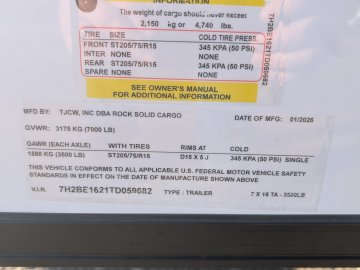 INFORMATION
The weight of cargo should never exceed
2,150 kg or 4,740 lbs.
TIRE SIZE COLD TIRE PRESS.
FRONT ST205/75/R15 345 KPA (50 PSI)
INTER NONE NONE
REAR ST205/75/R15 345 KPA (50 PSI)
SPARE NONE NONE
SEE OWNER'S MANUAL
FOR ADDITIONAL INFORMATION
7H2BE1621TD059682
MFD BY: TJCW, INC DBA ROCK SOLID CARGO DATE OF MFG: 01/2026
GVWR: 3175 KG (7000 LB)
GAWR (EACH AXLE) WITH TIRES RIMS AT COLD
1588 KG (3500 LB) ST205/75/R15 D15 X 5 J 345 KPA (50 PSI) SINGLE
THIS VEHICLE CONFORMS TO ALL APPLICABLE U.S. FEDERAL MOTOR VEHICLE SAFETY
STANDARDS IN EFFECT ON THE DATE OF MANUFACTURE SHOWN ABOVE
V.I.N. 7H2BE1621TD059682 TYPE: TRAILER 7 X 16 TA -